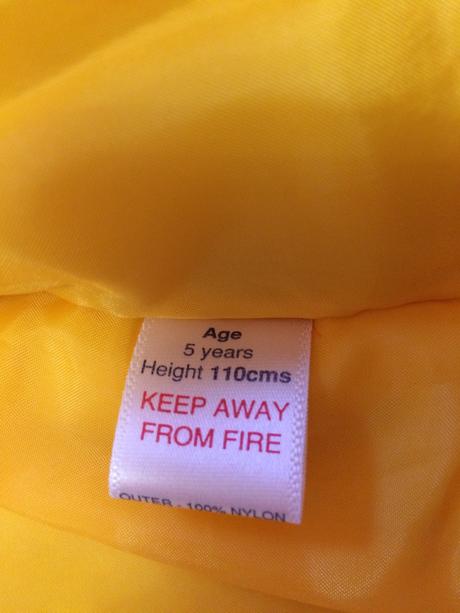 Age
5 years
Height 110cms
KEEP AWAY
FROM FIRE
OUTER - 100% NYLON